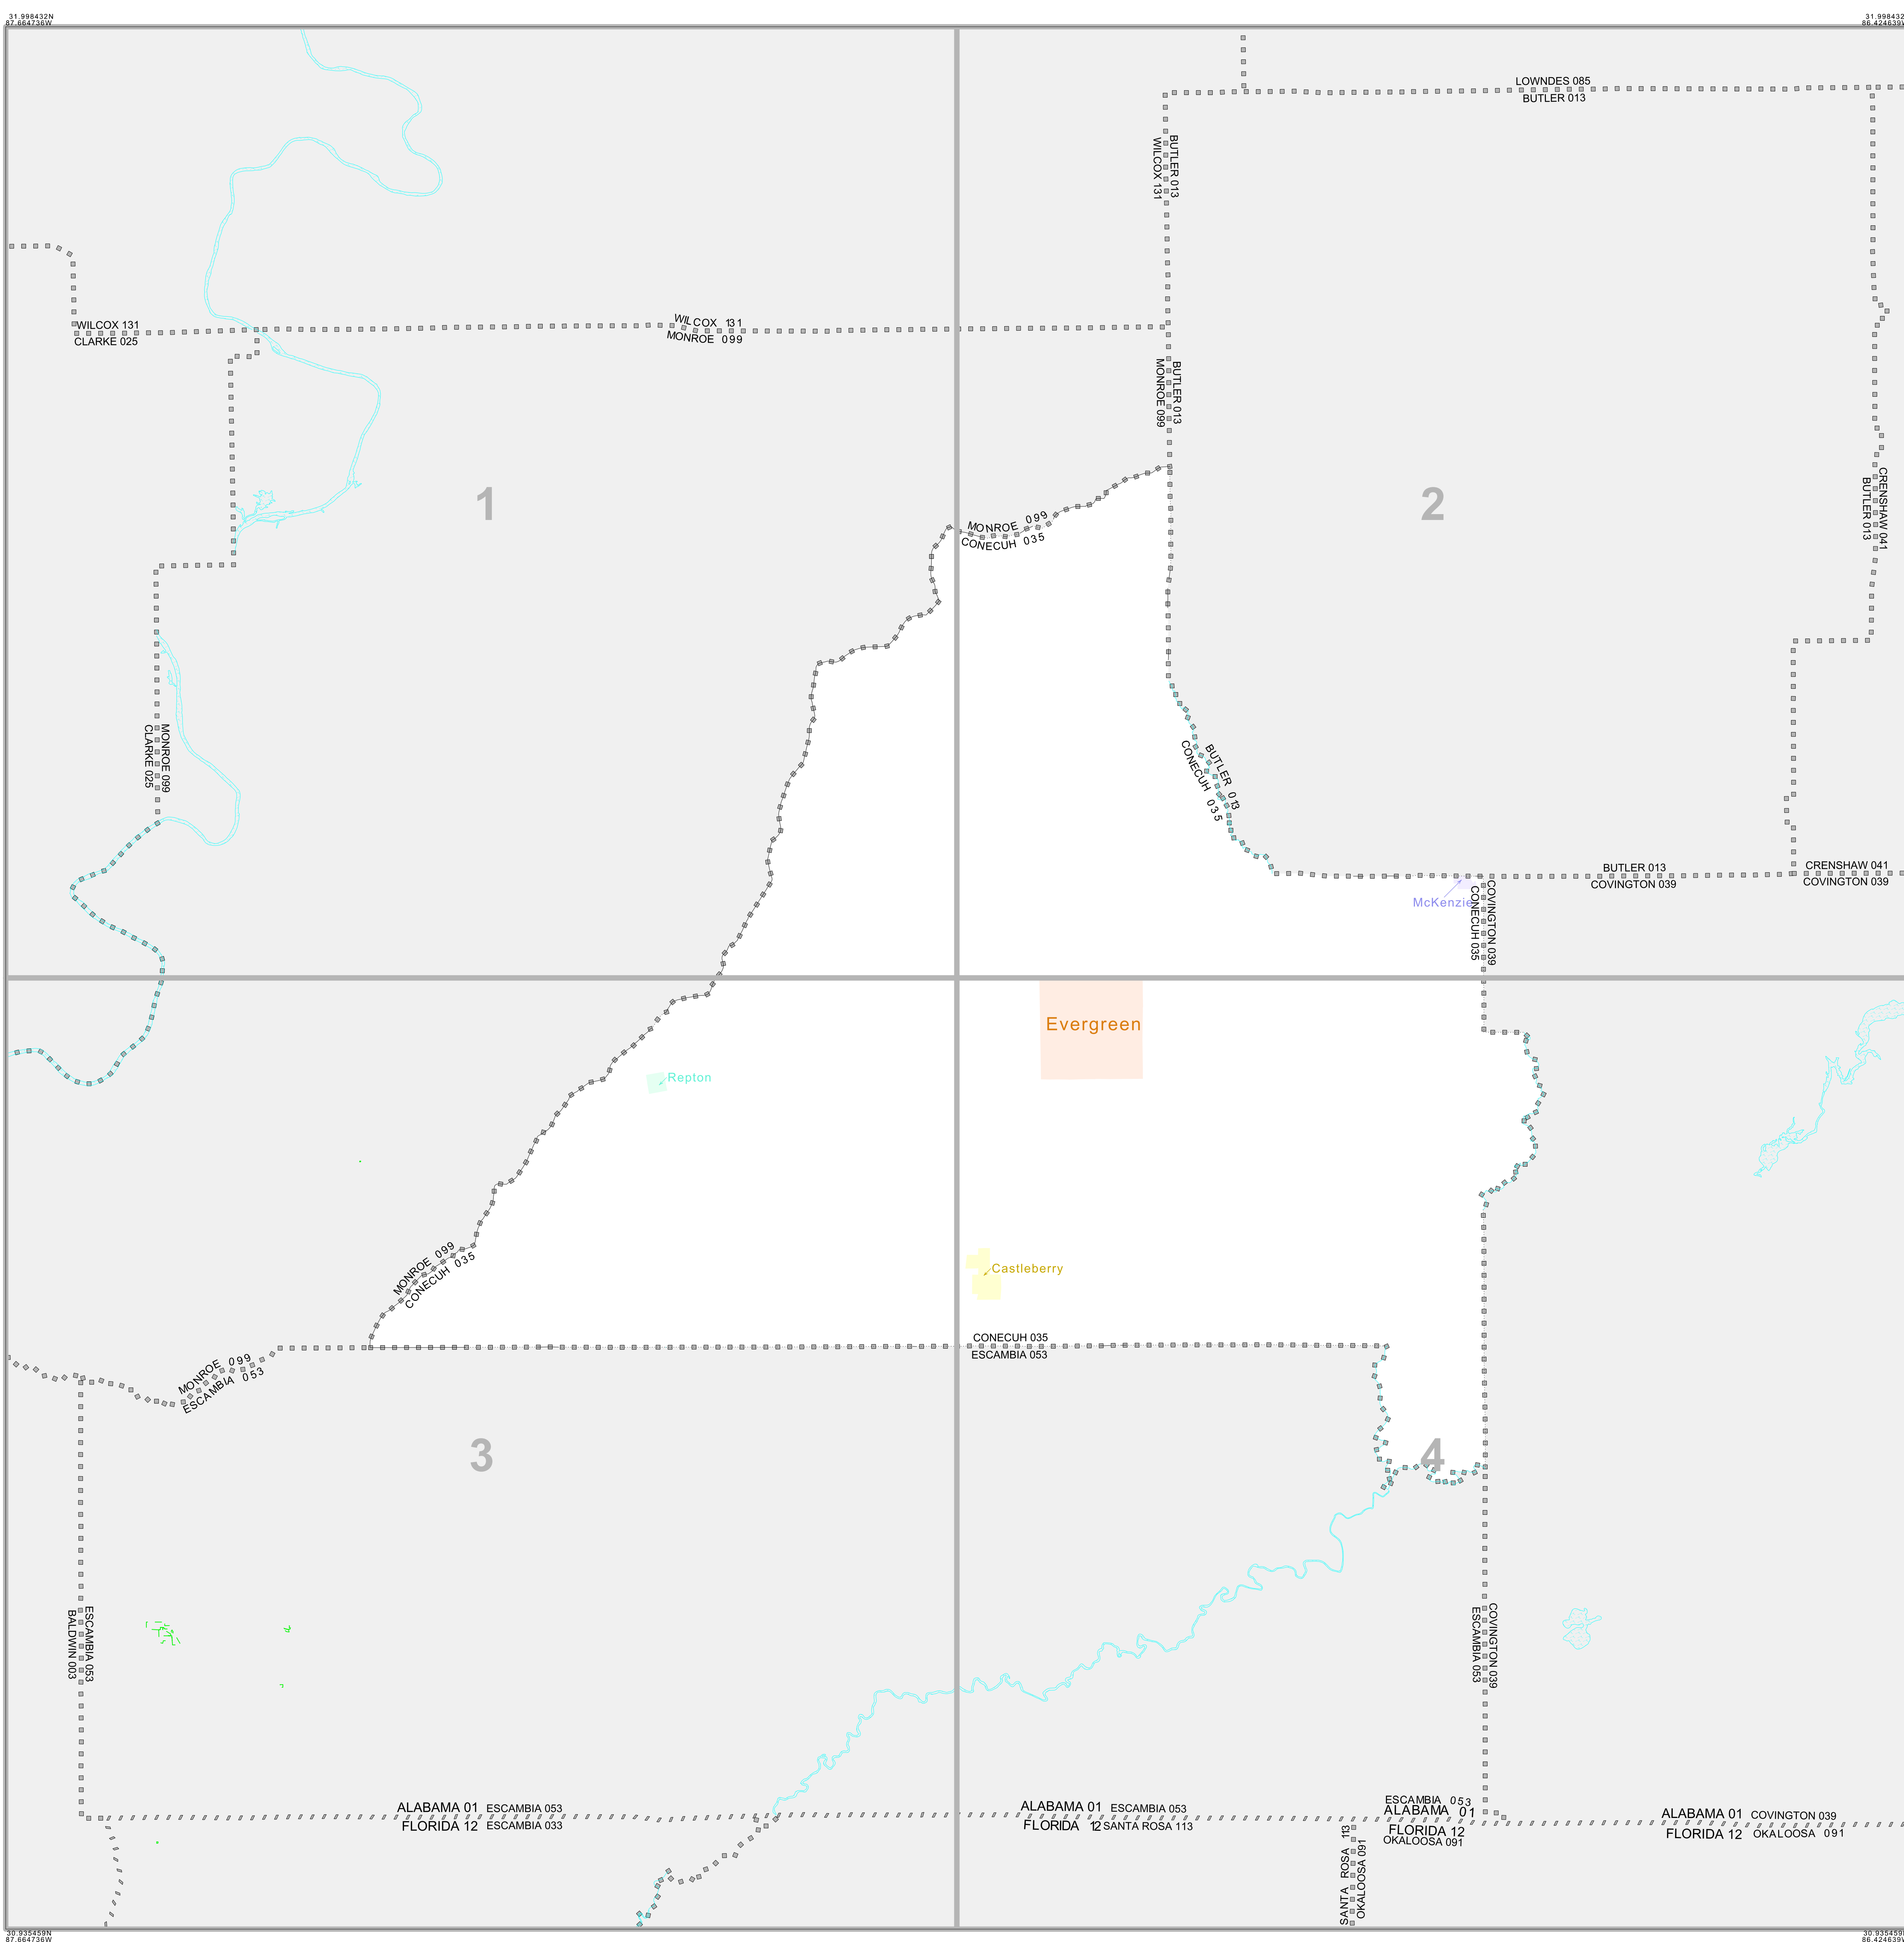 31.998432N
87.664736W
31.998432
86.424639W
LOWNDES 085
BUTLER 013
BUTLER 013
WILCOX 131
WILCOX 131
CLARKE 025
WILCOX 131
MONROE 099
BUTLER 013
MONROE 099
1
2
CRENSHAW 041
BUTLER 013
MONROE 099
CONECUH 035
MONROE 099
CLARKE 025
BUTLER 013
CONECUH 035
BUTLER 013
COVINGTON 039
CRENSHAW 041
COVINGTON 039
McKenzie
COVINGTON 039
CONECUH 035
Evergreen
Repton
MONROE 099
CONECUH 035
Castleberry
CONECUH 035
ESCAMBIA 053
MONROE 099
ESCAMBIA 053
3
4
ESCAMBIA 053
BALDWIN 003
COVINGTON 039
ESCAMBIA 053
ALABAMA 01 ESCAMBIA 053
FLORIDA 12 ESCAMBIA 033
ALABAMA 01 ESCAMBIA 053
FLORIDA 12 SANTA ROSA 113
ESCAMBIA 053
ALABAMA 01
FLORIDA 12
OKALOOSA 091
ALABAMA 01 COVINGTON 039
FLORIDA 12 OKALOOSA 091
SANTA ROSA 113
OKALOOSA 091
30.935459N
87.664736W
30.935459
86.424639W